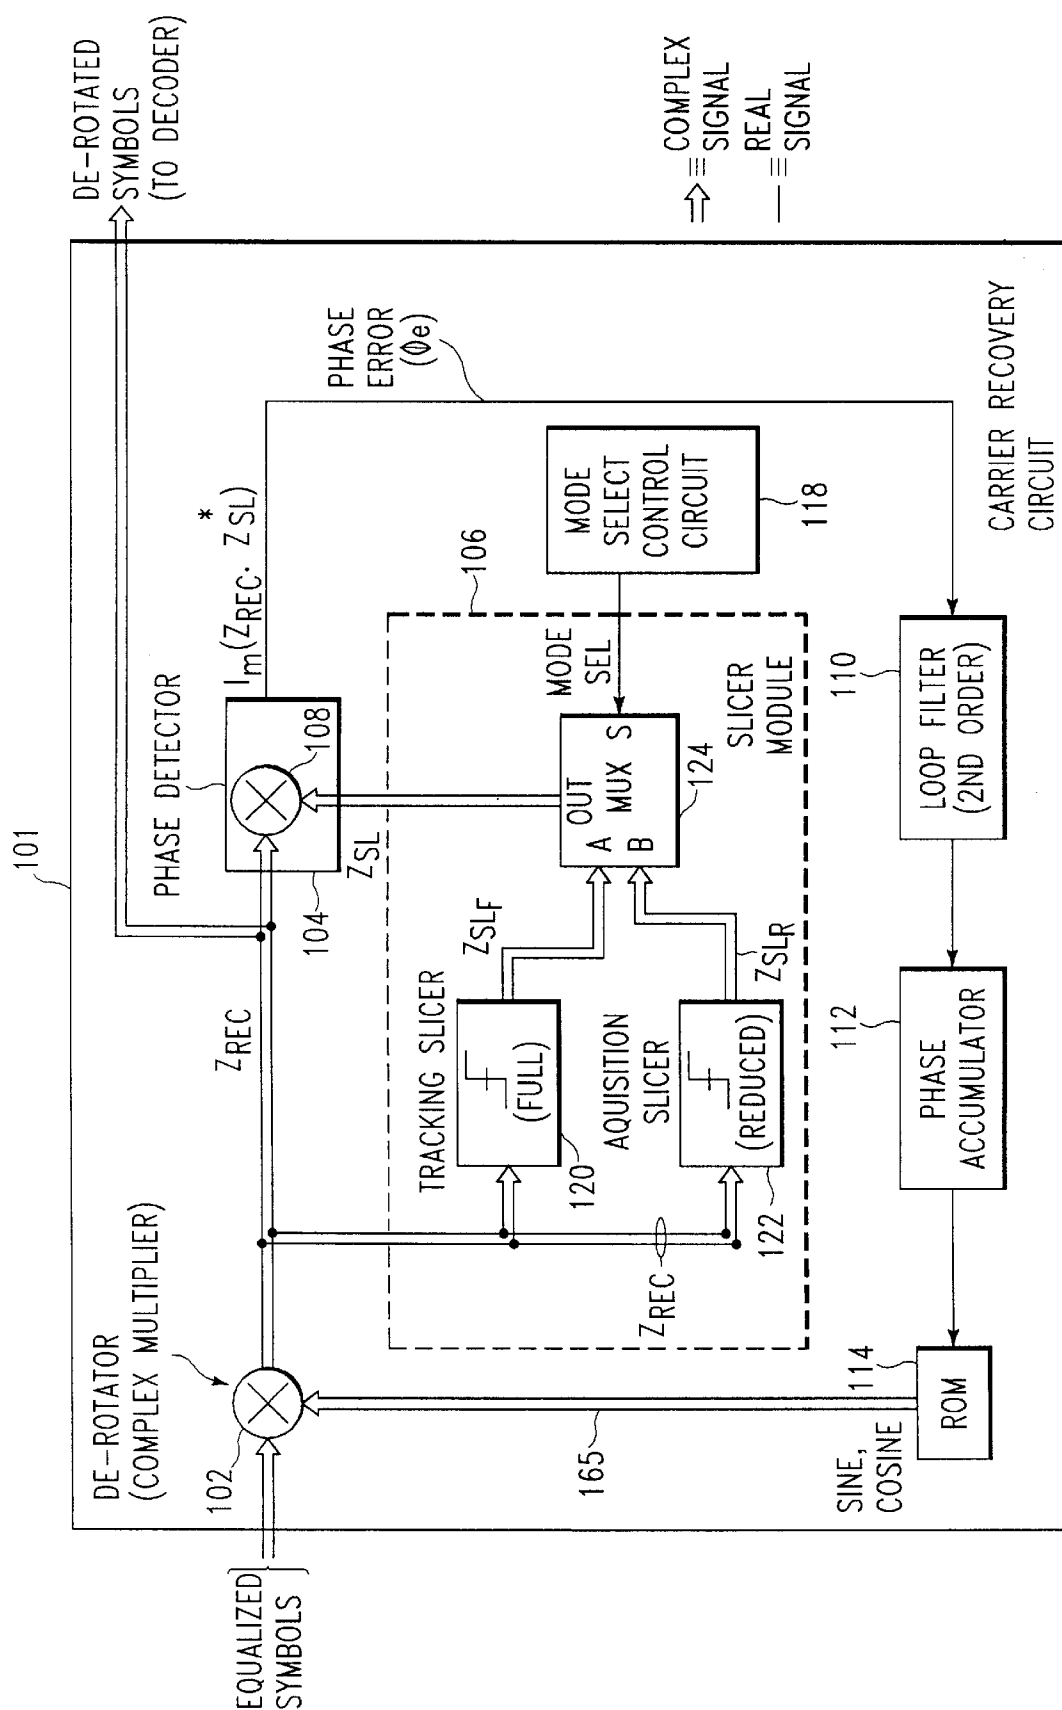 101
DE-ROTATED
SYMBOLS
(TO DECODER)
EQUALIZED
SYMBOLS
DE-ROTATOR
(COMPLEX MULTIPLIER)
102
ZREC
PHASE DETECTOR
104
108
Im(ZREC· ZSL)
*
ZSL
PHASE
ERROR
(Φe)
TRACKING SLICER
(FULL)
120
ZSLF
106
AQUISITION
SLICER
(REDUCED)
122
ZSLR
ZREC
OUT
A
MUX S
B
124
MODE
SEL
MODE
SELECT
CONTROL
CIRCUIT
118
SLICER
MODULE
165
SINE,
COSINE
ROM
114
PHASE
ACCUMULATOR
112
LOOP FILTER
(2ND ORDER)
110
CARRIER RECOVERY
CIRCUIT
⇒ ≡ COMPLEX
SIGNAL
— ≡ REAL
SIGNAL